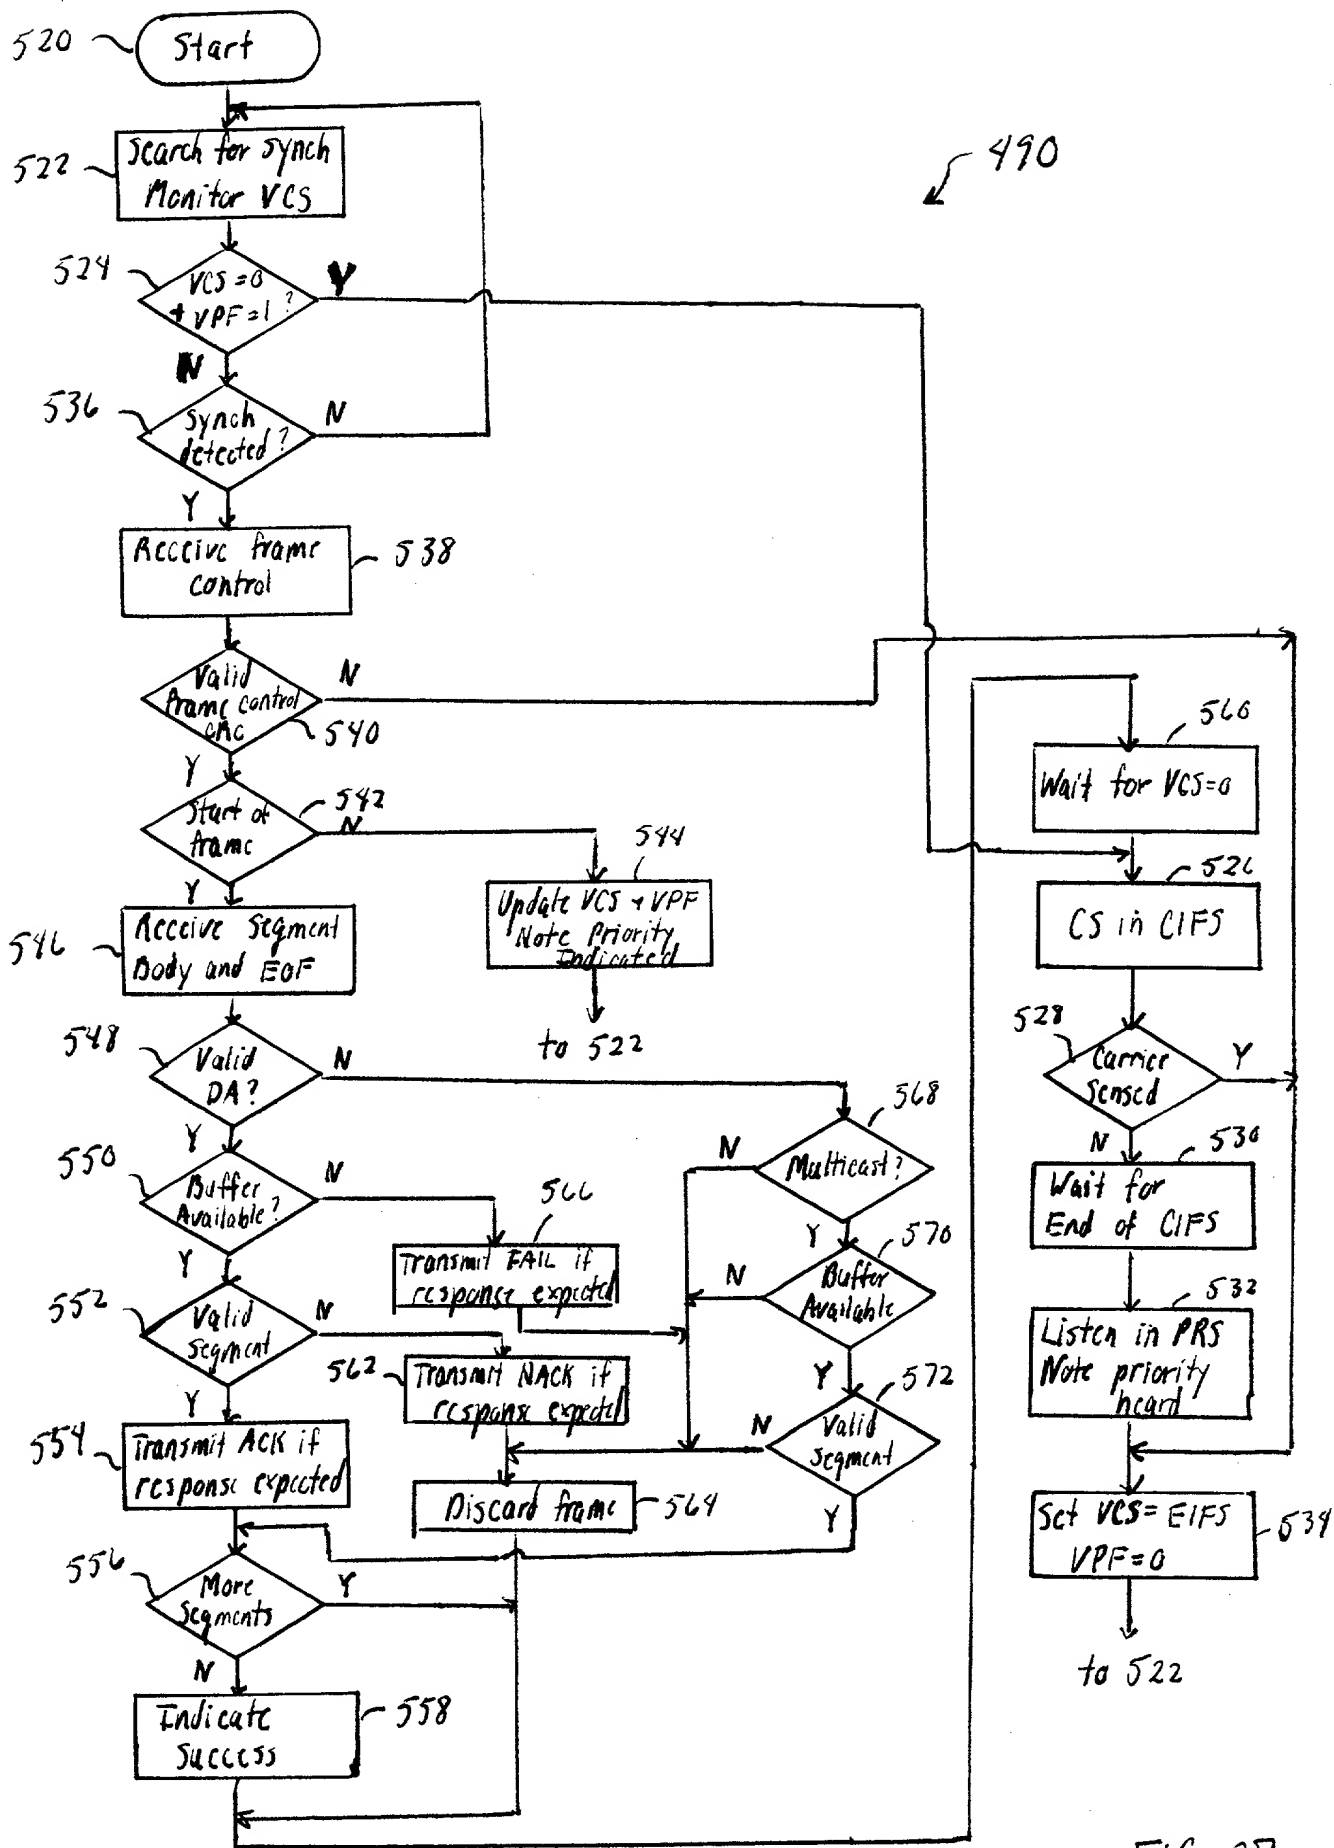 520
Start
522
Search for Synch
Monitor VCS
490
524
VCS=0
+ VPF=1?
Y
N
536
Synch
detected?
N
Y
Receive frame
control
538
Valid
Frame control
CRC
N
540
Y
Start of
frame
542
N
544
Update VCS + VPF
Note Priority
Indicated
to 522
Y
546
Receive Segment
Body and EOF
548
Valid
DA?
N
Y
550
Buffer
Available?
N
Y
566
Transmit FAIL if
response expected
552
Valid
segment
N
Y
562
Transmit NACK if
response expected
554
Transmit ACK if
response expected
Discard frame
564
556
More
segments
Y
N
Indicate
Success
558
568
Multicast?
N
Y
570
Buffer
Available
N
Y
572
Valid
segment
N
Y
560
Wait for VCS=0
526
CS in CIFS
528
Carrier
sensed
Y
N
530
Wait for
End of CIFS
532
Listen in PRS
Note priority
heard
Set VCS=EIFS
VPF=0
534
to 522